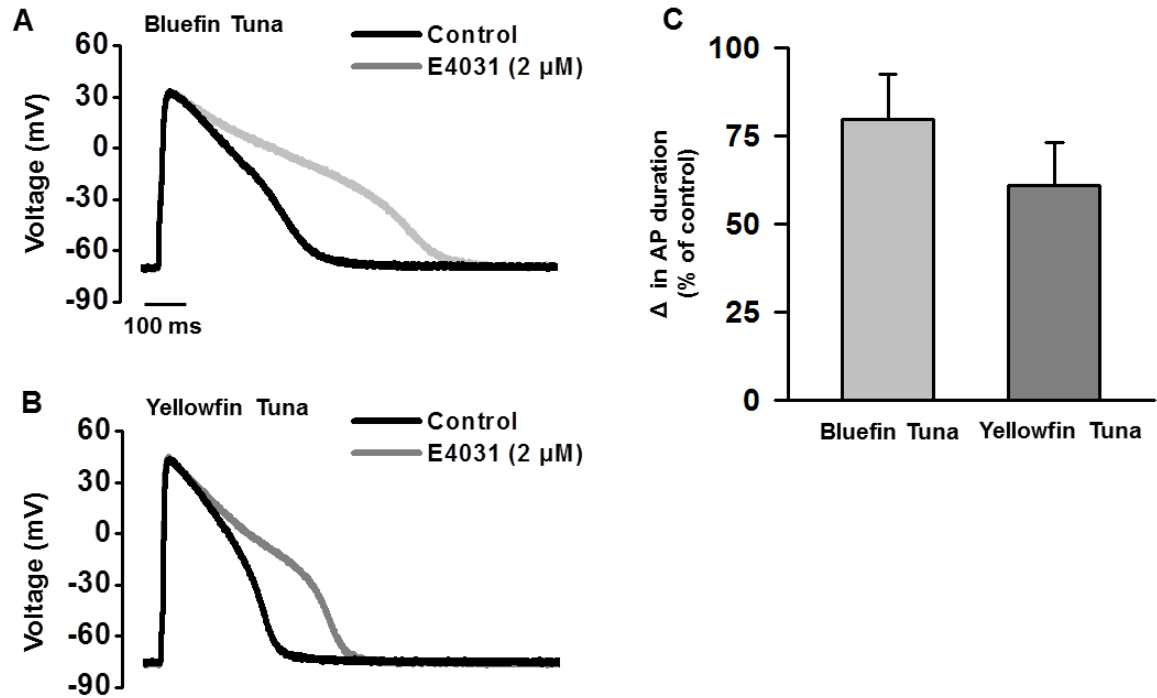 A
Bluefin Tuna
Control
E4031 (2 µM)
60
30
0
-30
-60
-90
Voltage (mV)
100 ms
B
Yellowfin Tuna
Control
E4031 (2 µM)
60
30
0
-30
-60
-90
Voltage (mV)
C
100
75
50
25
0
Δ in AP duration
(% of control)
Bluefin Tuna
Yellowfin Tuna